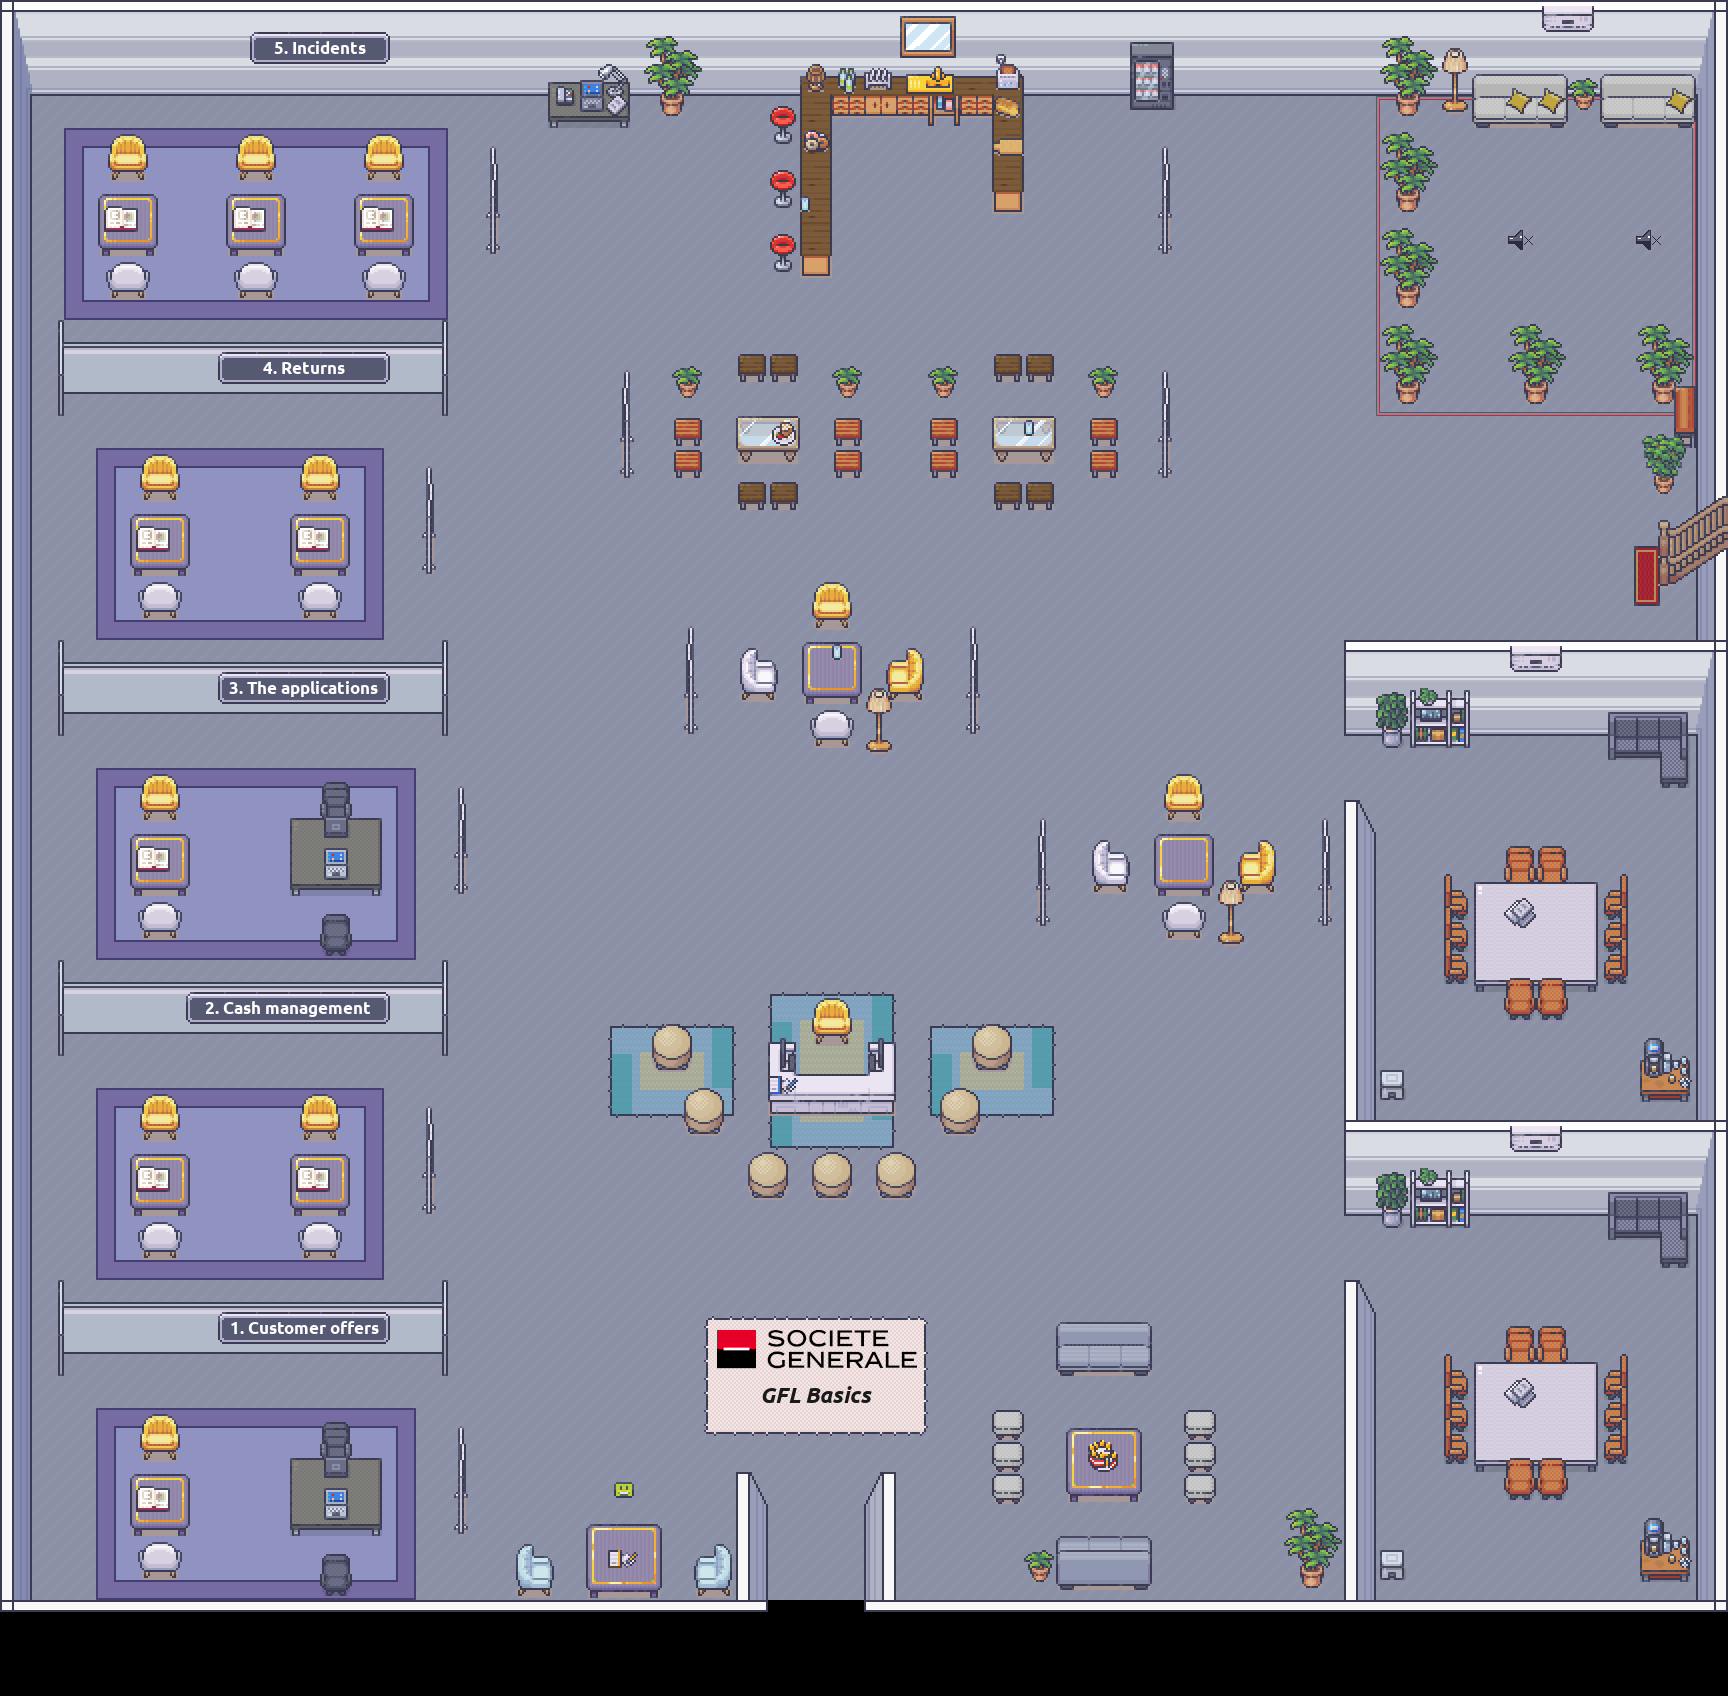 5. Incidents
4. Returns
3. The applications
2. Cash management
1. Customer offers
SOCIETE
GENERALE
GFL Basics